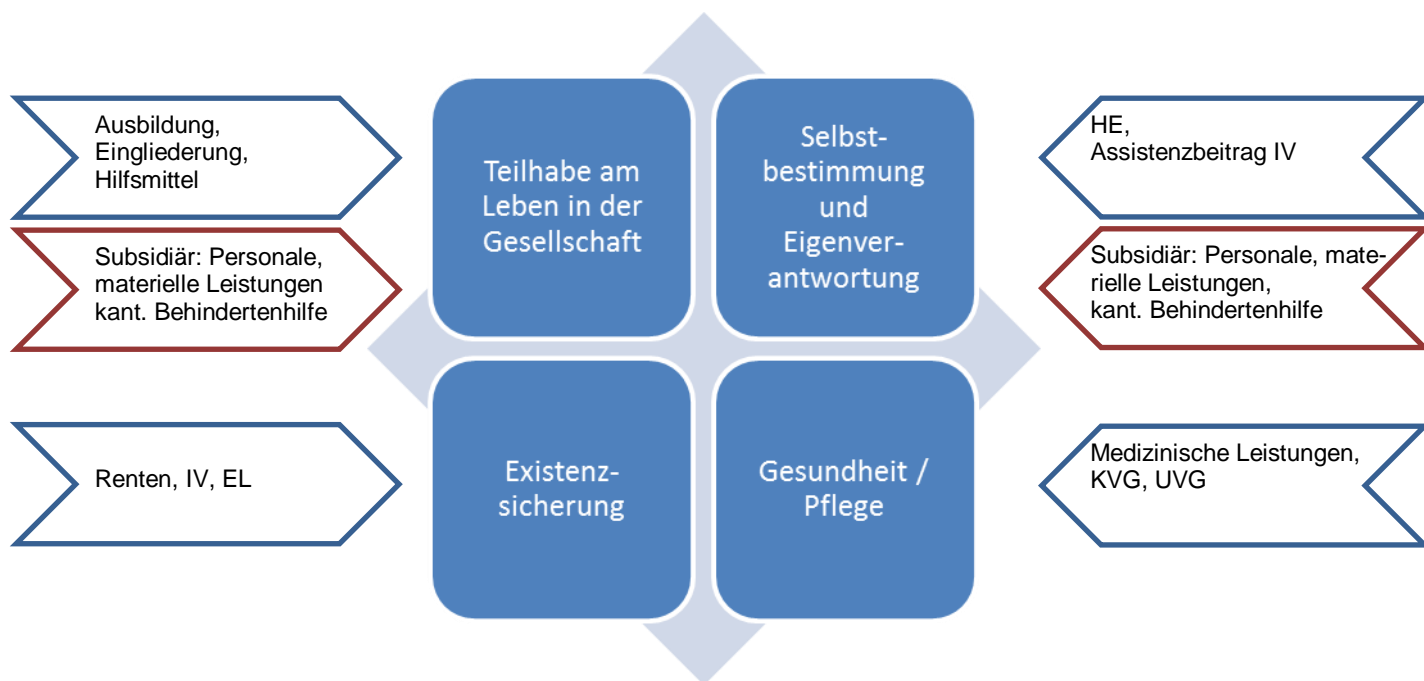 Ausbildung,
Eingliederung,
Hilfsmittel
Subsidiär: Personale,
materielle Leistungen
kant. Behindertenhilfe
Renten, IV, EL
Teilhabe am
Leben in der
Gesellschaft
Selbst-
bestimmung
und
Eigenver-
antwortung
Existenz-
sicherung
Gesundheit /
Pflege
HE,
Assistenzbeitrag IV
Subsidiär: Personale, mate-
rielle Leistungen,
kant. Behindertenhilfe
Medizinische Leistungen,
KVG, UVG